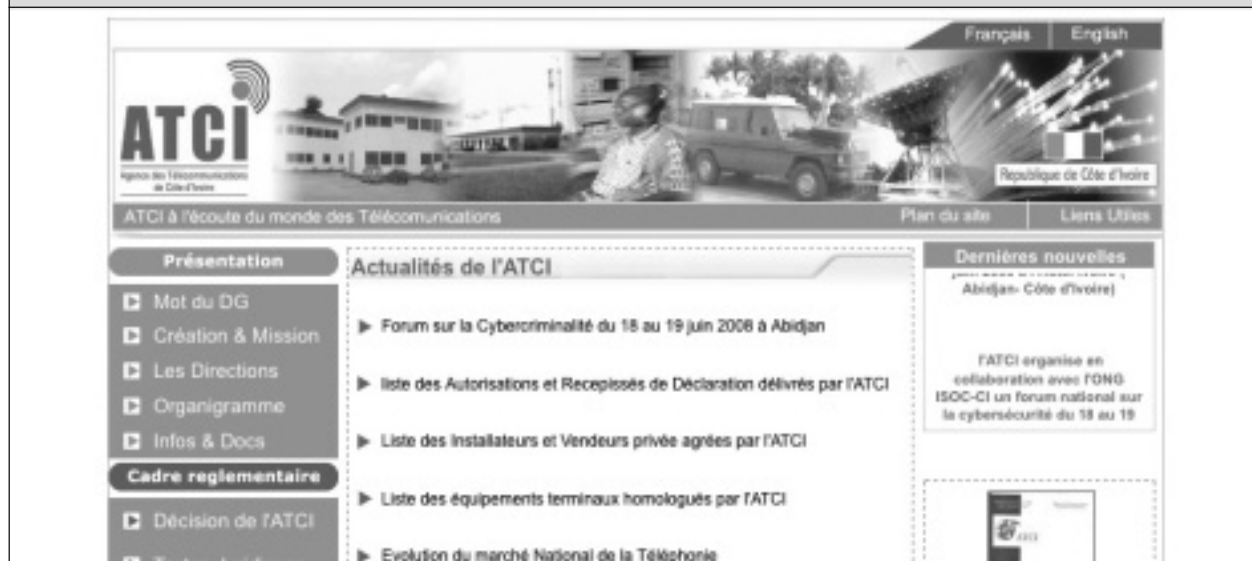 Français English
ATCI
Agence des Télécommunications
de Côte d'Ivoire
Republique de Côte d'Ivoire
ATCI à l'écoute du monde des Télécomunications
Plan du site
Liens Utiles
Présentation
Mot du DG
Création & Mission
Les Directions
Organigramme
Infos & Docs
Cadre reglementaire
Décision de l'ATCI
Actualités de l'ATCI
Forum sur la Cybercriminalité du 18 au 19 juin 2008 à Abidjan
liste des Autorisations et Recepissés de Déclaration délivrés par l'ATCI
Liste des Installateurs et Vendeurs privée agrées par l'ATCI
Liste des équipements terminaux homologués par l'ATCI
Evolution du marché National de la Téléphonie
Dernières nouvelles
Abidjan- Côte d'Ivoire)
l'ATCI organise en
collaboration avec l'ONG
ISOC-CI un forum national sur
la cybersécurité du 18 au 19
ATCI